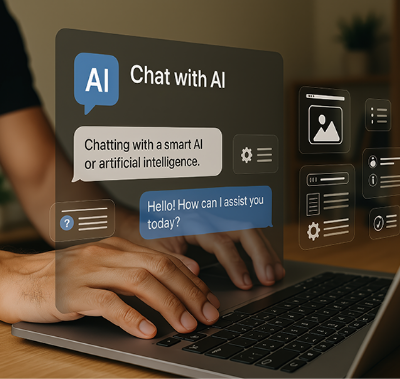 AI
Chat with AI
Chatting with a smart AI
or artificial intelligence.
Hello! How can I assist you
today?
?